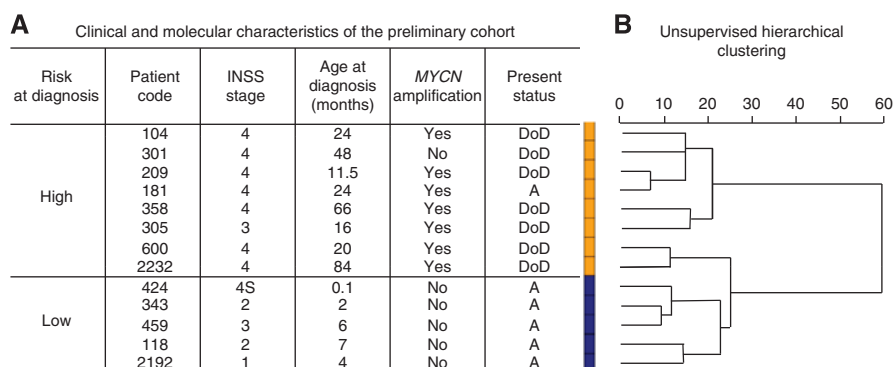 A Clinical and molecular characteristics of the preliminary cohort
Risk at diagnosis Patient code INSS stage Age at diagnosis (months) MYCN amplification Present status
High
104 4 24 Yes DoD
301 4 48 No DoD
209 4 11.5 Yes DoD
181 4 24 Yes A
358 4 66 Yes DoD
305 3 16 Yes DoD
600 4 20 Yes DoD
2232 4 84 Yes DoD
Low
424 4S 0.1 No A
343 2 2 No A
459 3 6 No A
118 2 7 No A
2192 1 4 No A
B Unsupervised hierarchical
clustering
0 10 20 30 40 50 60